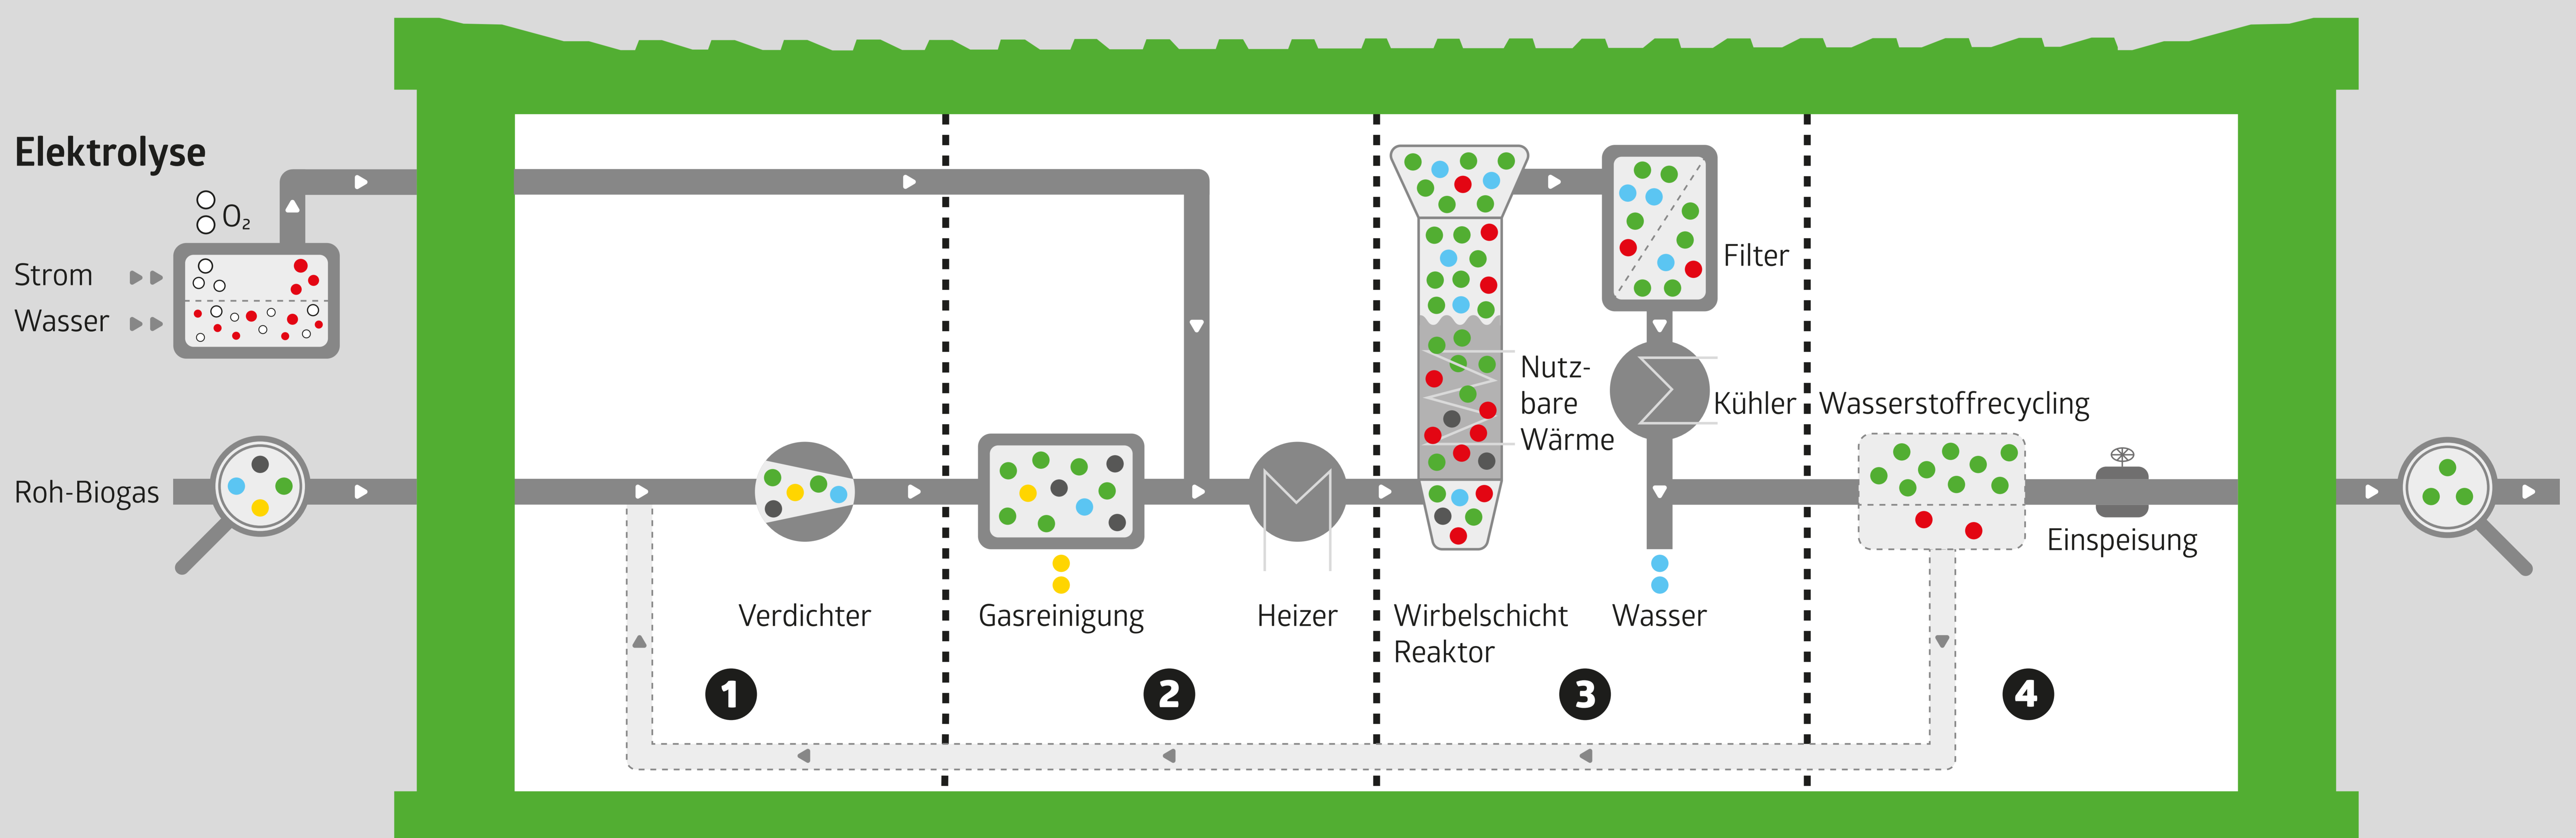 Elektrolyse
O₂
Strom
Wasser
Roh-Biogas
Verdichter
Gasreinigung
Heizer
Wirbelschicht
Reaktor
Nutz-
bare
Wärme
Filter
Kühler
Wasser
Wasserstoffrecycling
Einspeisung
1
2
3
4